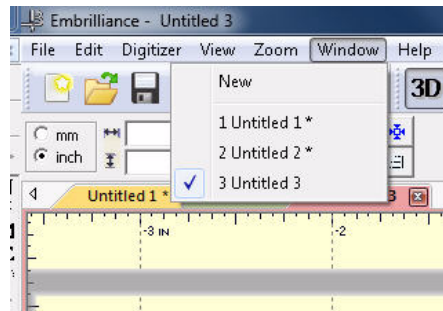 Embrilliance - Untitled 3
File Edit Digitizer View Zoom Window Help
New
3D
1 Untitled 1 *
mm
2 Untitled 2 *
inch
3 Untitled 3
Untitled 1 *
3
-3 IN
-2